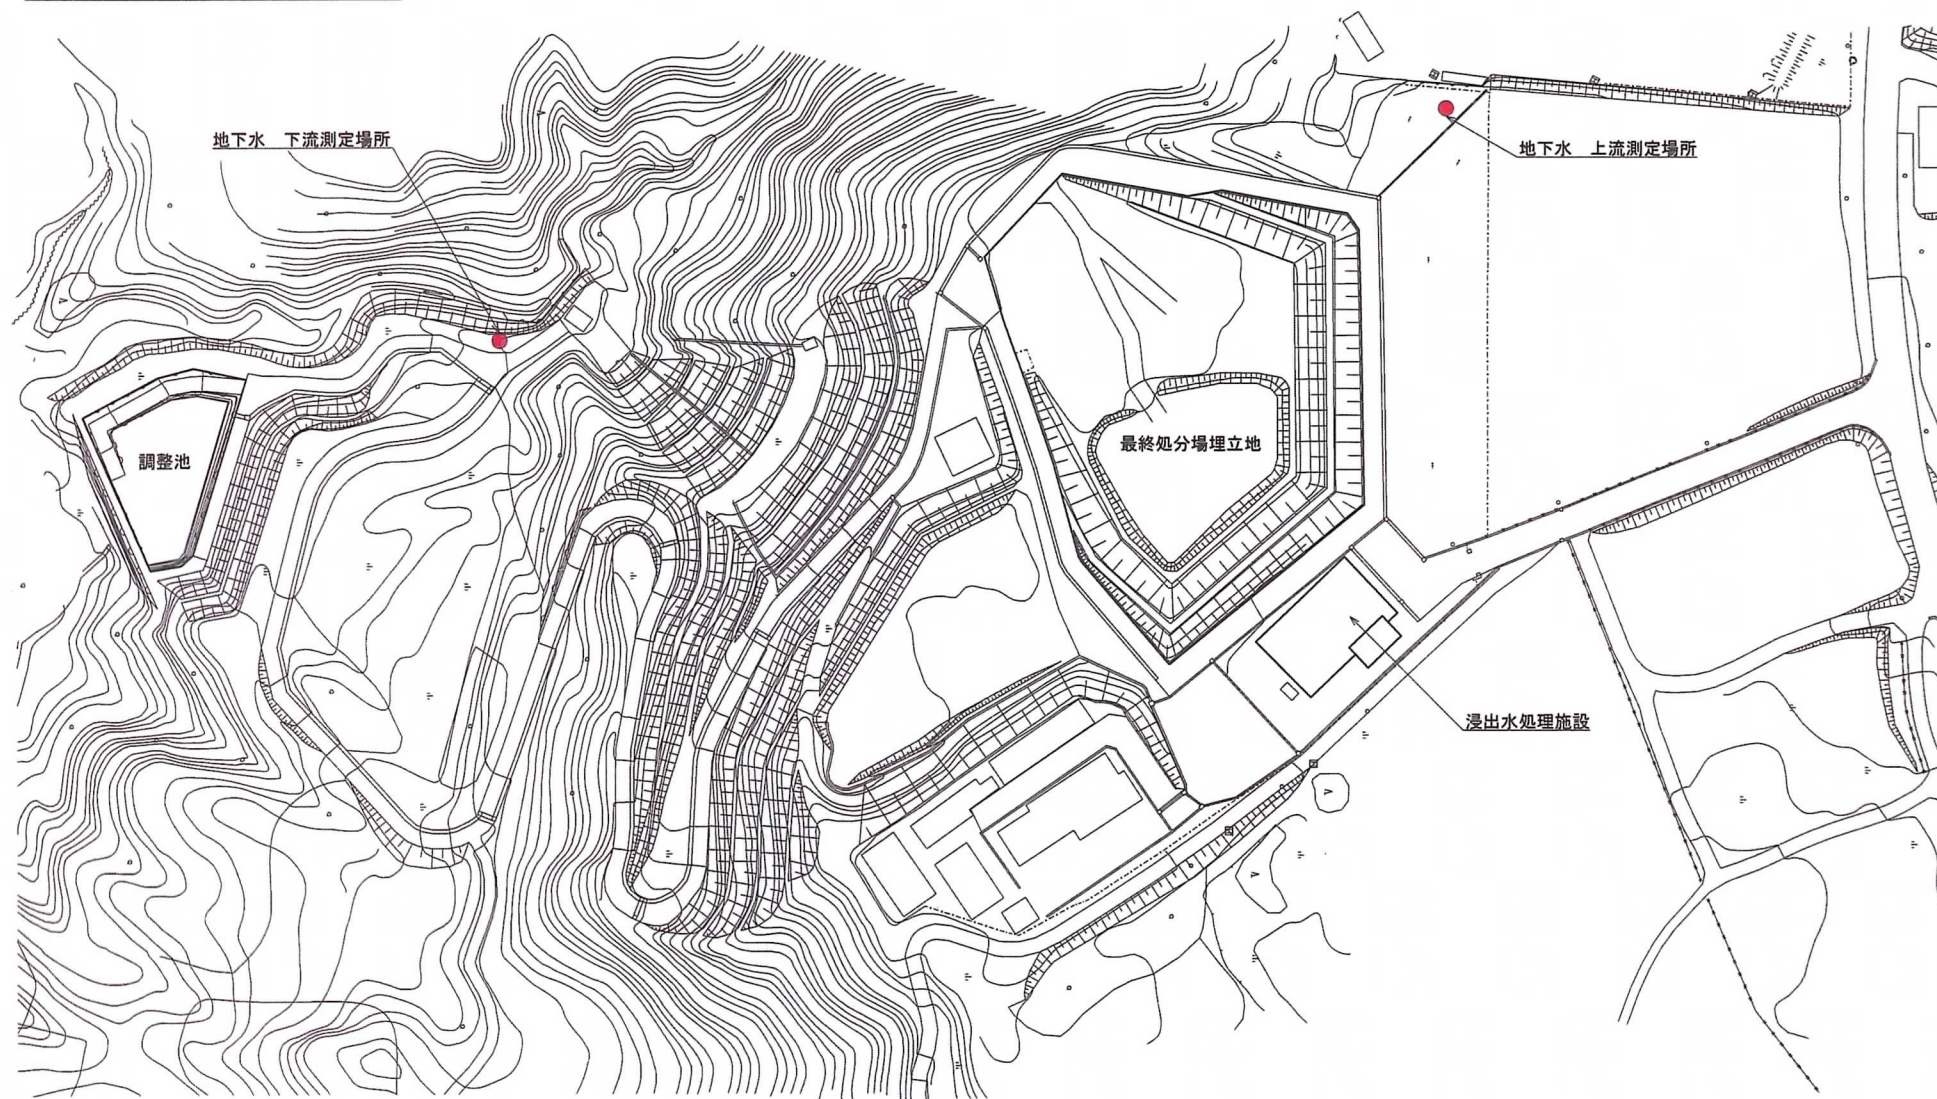 地下水　下流測定場所
地下水　上流測定場所
最終処分場埋立地
調整池
浸出水処理施設